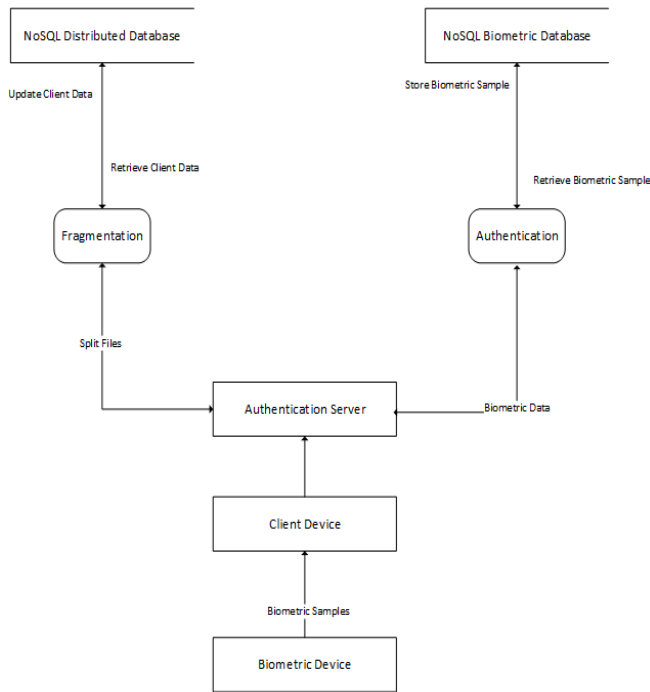 NoSQL Distributed Database
NoSQL Biometric Database
Update Client Data
Store Biometric Sample
Retrieve Client Data
Retrieve Biometric Sample
Fragmentation
Authentication
Split Files
Authentication Server
Biometric Data
Client Device
Biometric Samples
Biometric Device